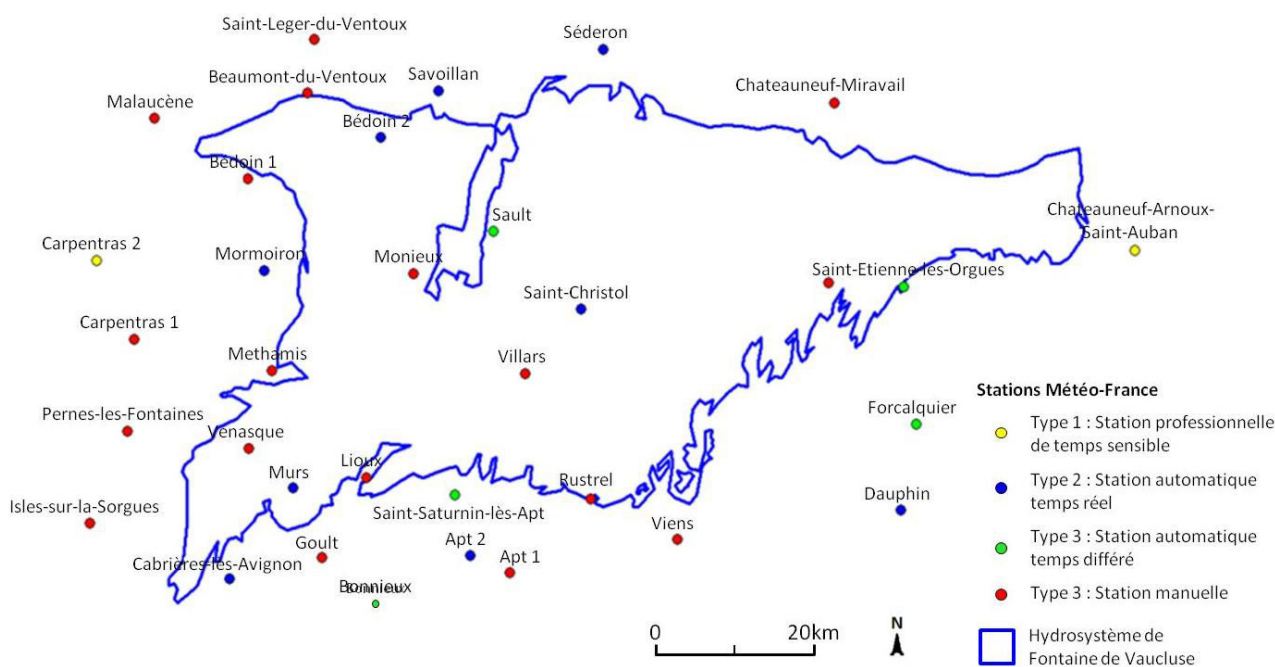 Saint-Leger-du-Ventoux
Séderon
Beaumont-du-Ventoux
Savoillan
Chateauneuf-Miravail
Malaucène
Bédoin 2
Bédoin 1
Sault
Chateauneuf-Arnoux-
Saint-Auban
Carpentras 2
Mormoiron
Monieux
Saint-Etienne-les-Orgues
Saint-Christol
Carpentras 1
Methamis
Villars
Pernes-les-Fontaines
Venasque
Forcalquier
Lioux
Murs
Rustrel
Dauphin
Isles-sur-la-Sorgues
Saint-Saturnin-lès-Apt
Viens
Goult
Apt 2
Apt 1
Cabrières-lès-Avignon
Bonnieux
Bonnieux
Stations Météo-France
Type 1 : Station professionnelle
de temps sensible
Type 2 : Station automatique
temps réel
Type 3 : Station automatique
temps différé
Type 3 : Station manuelle
Hydrosystème de
Fontaine de Vaucluse
0
20km
N